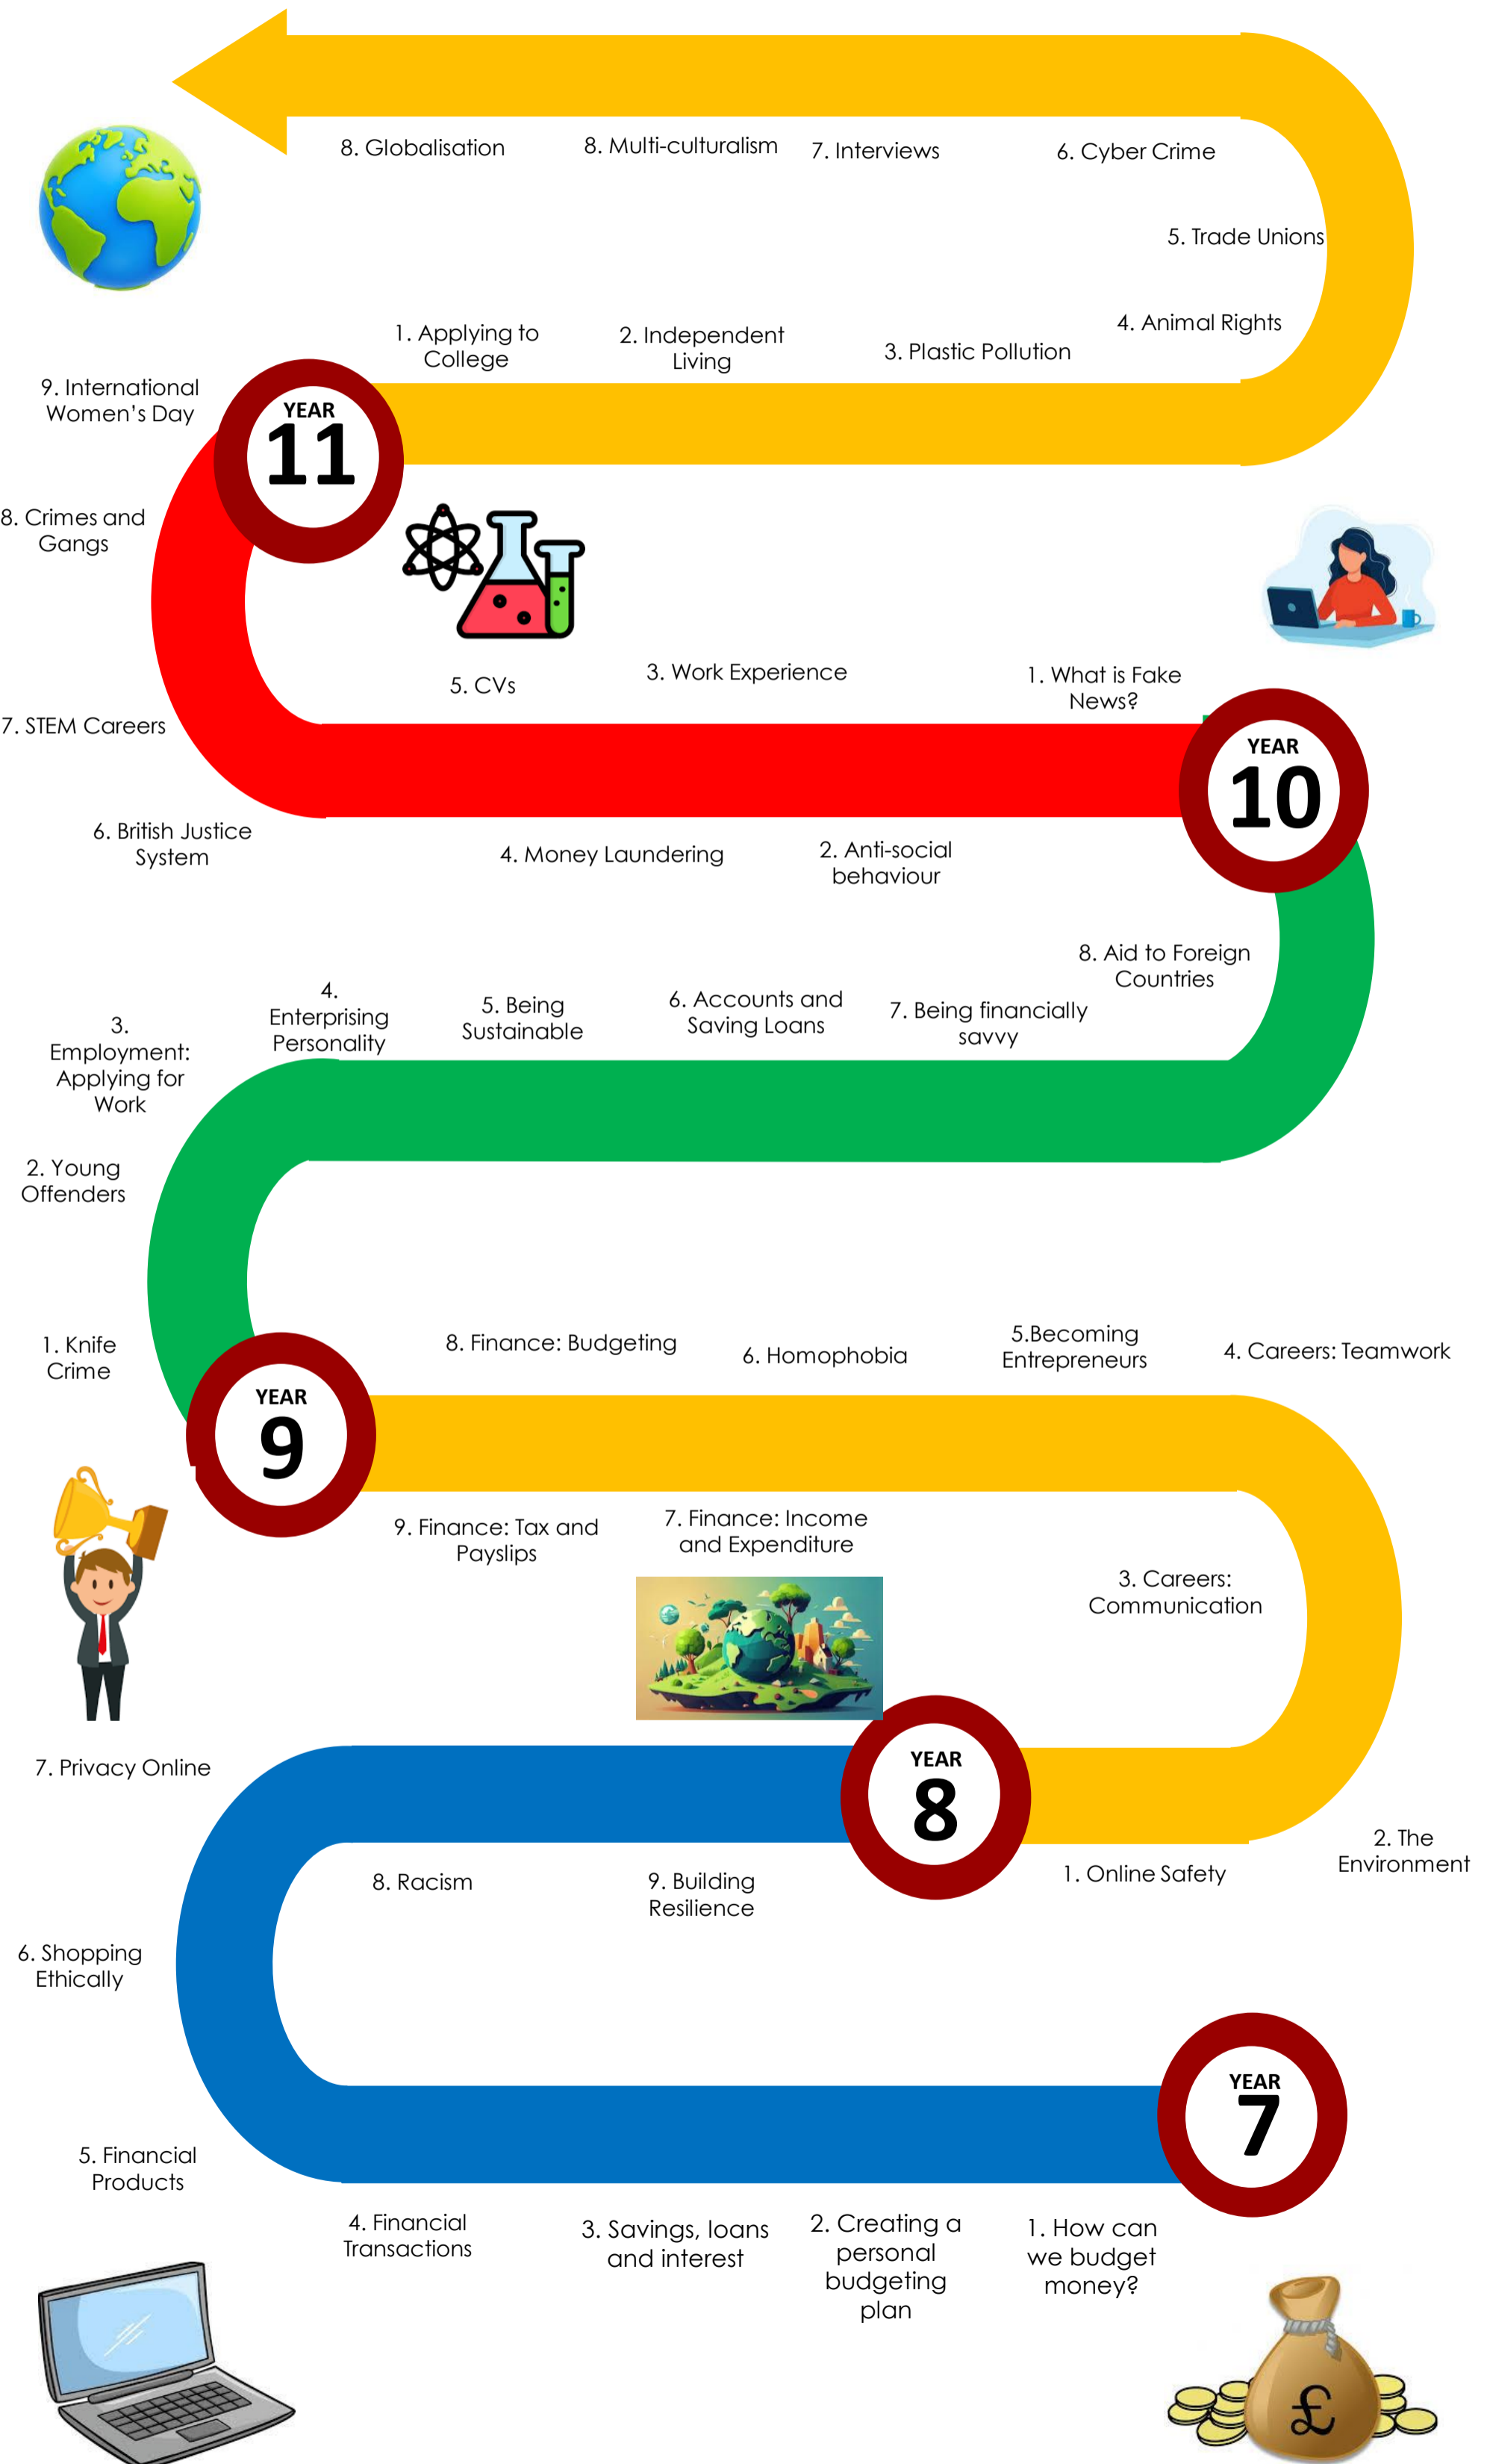 8. Globalisation
8. Multi-culturalism
7. Interviews
6. Cyber Crime
5. Trade Unions
4. Animal Rights
1. Applying to
College
2. Independent
Living
3. Plastic Pollution
9. International
Women's Day
YEAR
11
8. Crimes and
Gangs
5. CVs
3. Work Experience
1. What is Fake
News?
7. STEM Careers
YEAR
10
6. British Justice
System
4. Money Laundering
2. Anti-social
behaviour
8. Aid to Foreign
Countries
3.
Employment:
Applying for
Work
4.
Enterprising
Personality
5. Being
Sustainable
6. Accounts and
Saving Loans
7. Being financially
savvy
2. Young
Offenders
1. Knife
Crime
8. Finance: Budgeting
6. Homophobia
5.Becoming
Entrepreneurs
4. Careers: Teamwork
YEAR
9
9. Finance: Tax and
Payslips
7. Finance: Income
and Expenditure
3. Careers:
Communication
7. Privacy Online
YEAR
8
2. The
Environment
1. Online Safety
8. Racism
9. Building
Resilience
6. Shopping
Ethically
YEAR
7
5. Financial
Products
4. Financial
Transactions
3. Savings, loans
and interest
2. Creating a
personal
budgeting
plan
1. How can
we budget
money?
£